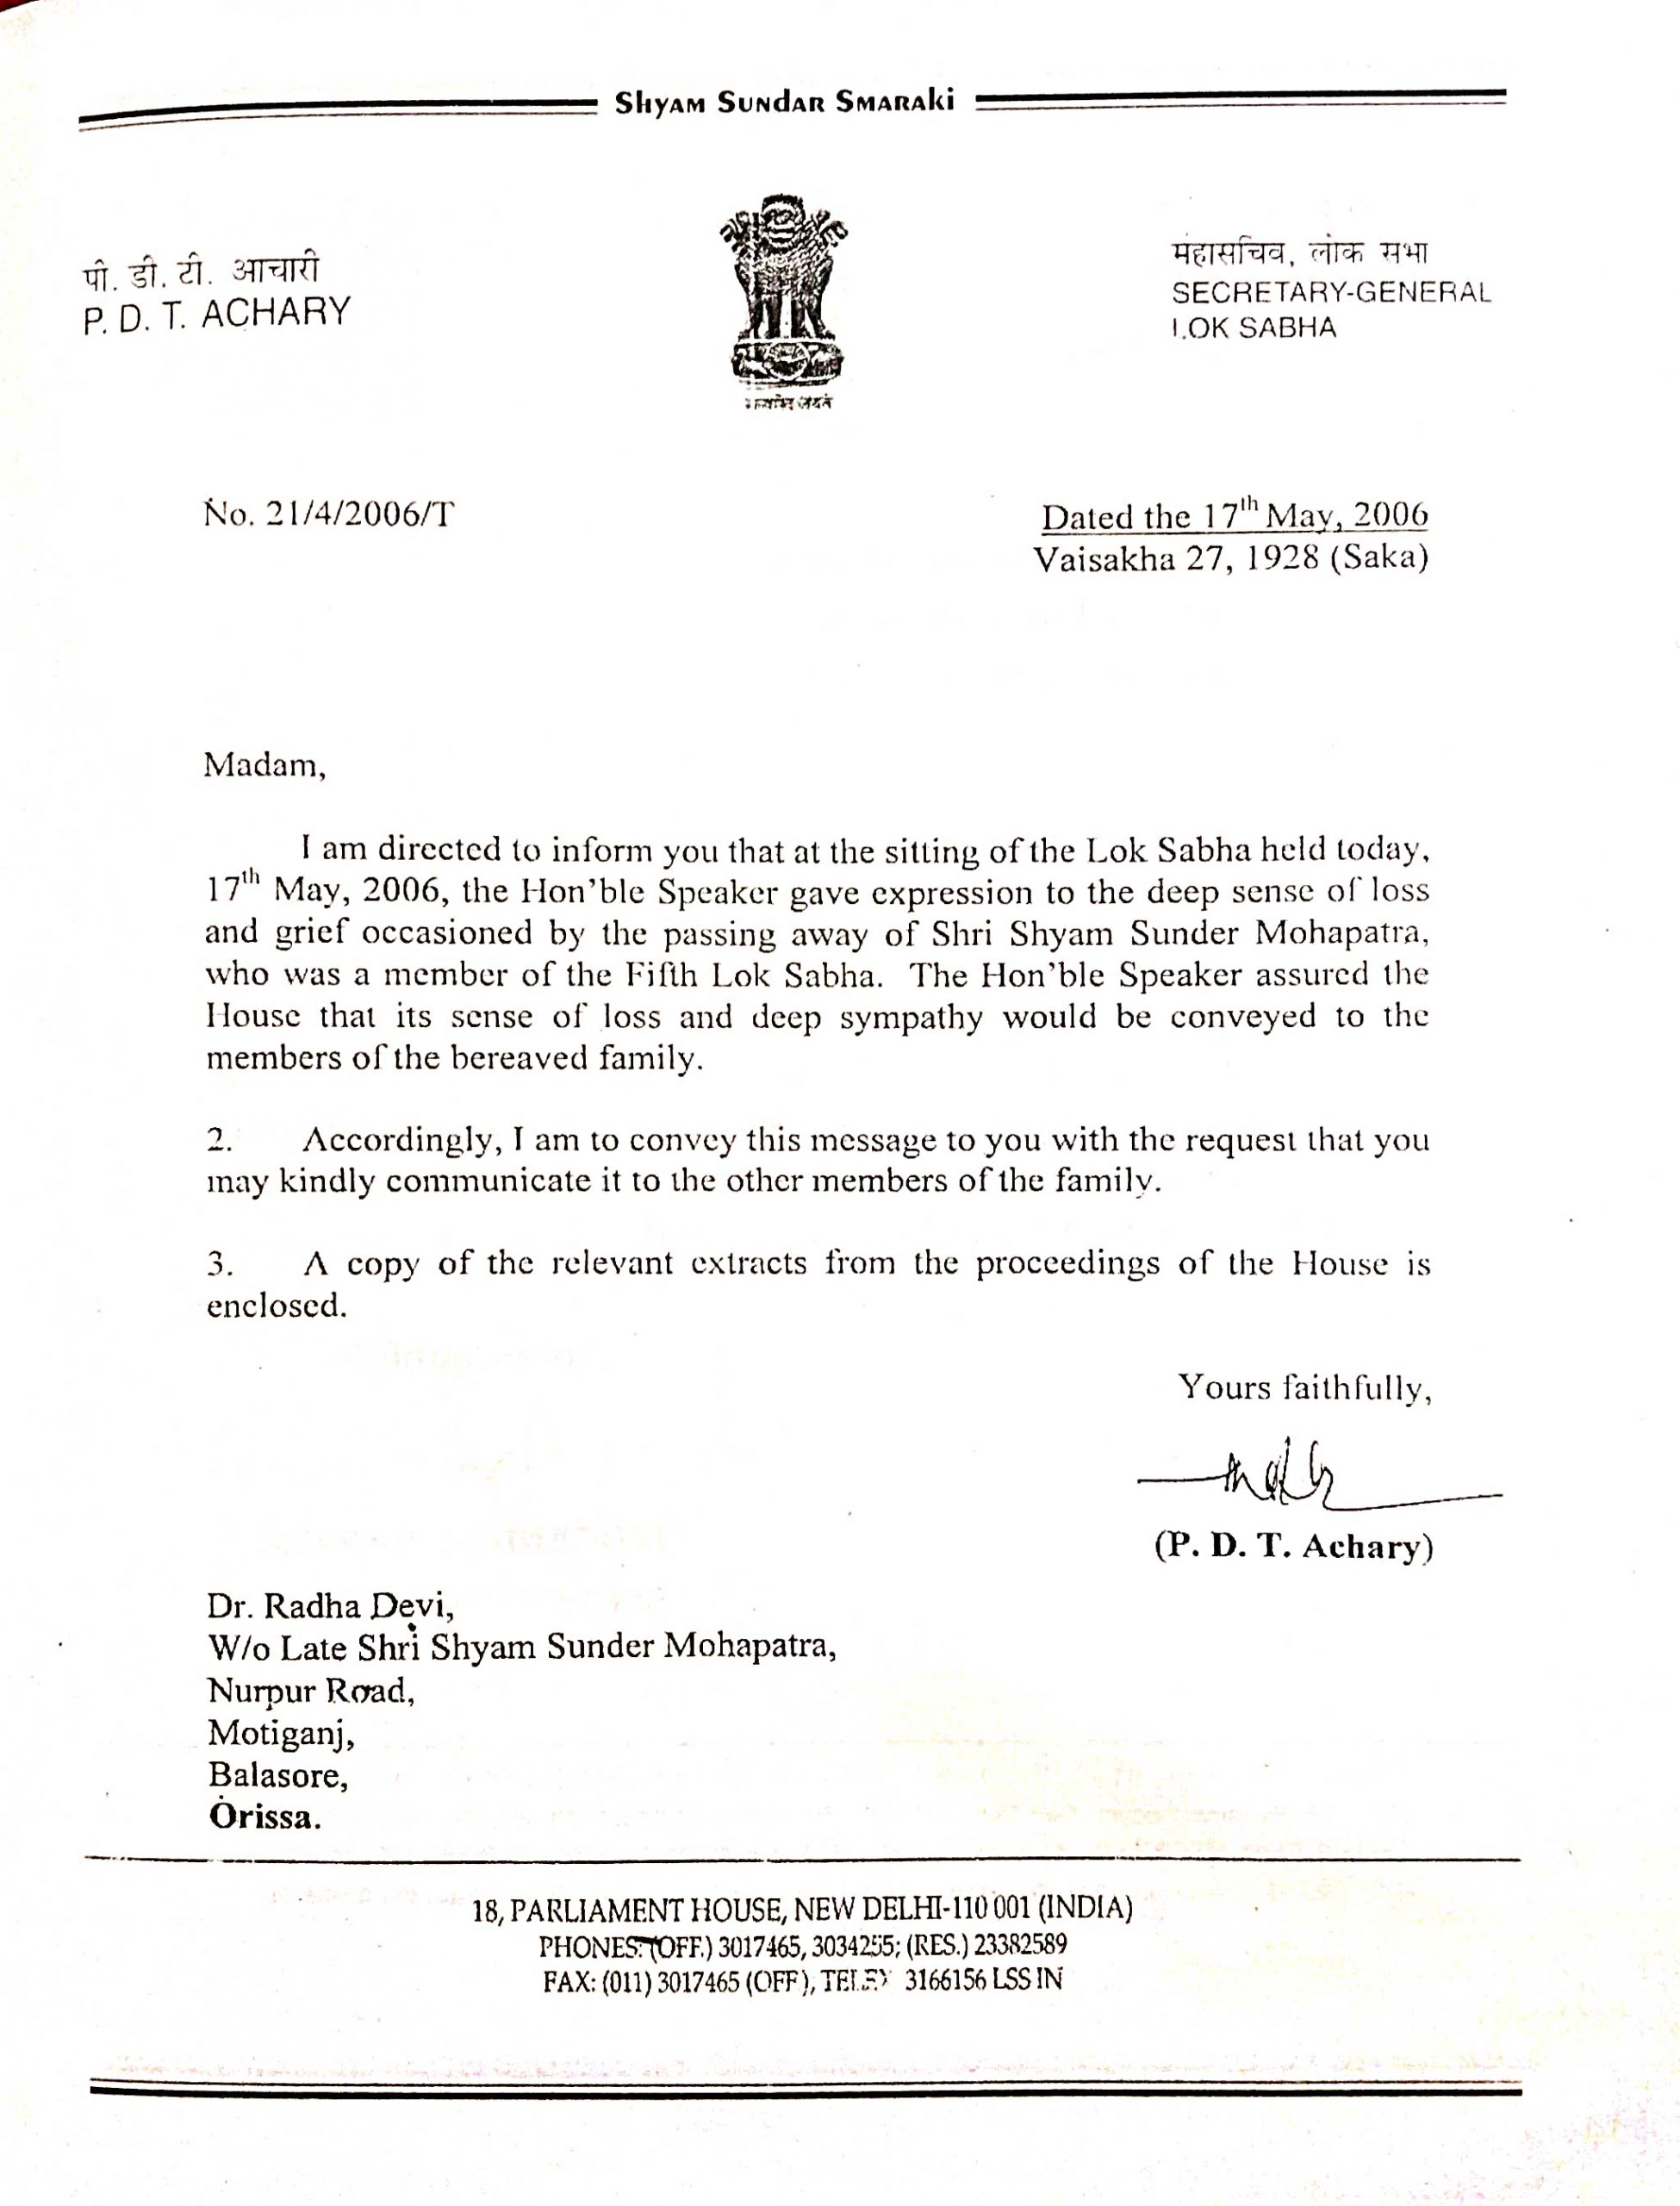 Shyam Sundar Smaraki
पी. डी. टी. आचारी
P. D. T. ACHARY
महासचिव, लोक सभा
SECRETARY-GENERAL
LOK SABHA
No. 21/4/2006/T
Dated the 17th May, 2006
Vaisakha 27, 1928 (Saka)
Madam,
I am directed to inform you that at the sitting of the Lok Sabha held today,
17th May, 2006, the Hon'ble Speaker gave expression to the deep sense of loss
and grief occasioned by the passing away of Shri Shyam Sunder Mohapatra,
who was a member of the Fifth Lok Sabha. The Hon'ble Speaker assured the
House that its sense of loss and deep sympathy would be conveyed to the
members of the bereaved family.
2. Accordingly, I am to convey this message to you with the request that you
may kindly communicate it to the other members of the family.
3. A copy of the relevant extracts from the proceedings of the House is
enclosed.
Yours faithfully,
(P. D. T. Achary)
Dr. Radha Devi,
W/o Late Shri Shyam Sunder Mohapatra,
Nurpur Road,
Motiganj,
Balasore,
Orissa.
18, PARLIAMENT HOUSE, NEW DELHI-110 001 (INDIA)
PHONES: (OFF.) 3017465, 3034255; (RES.) 23382589
FAX: (011) 3017465 (OFF), TELEX 3166156 LSS IN